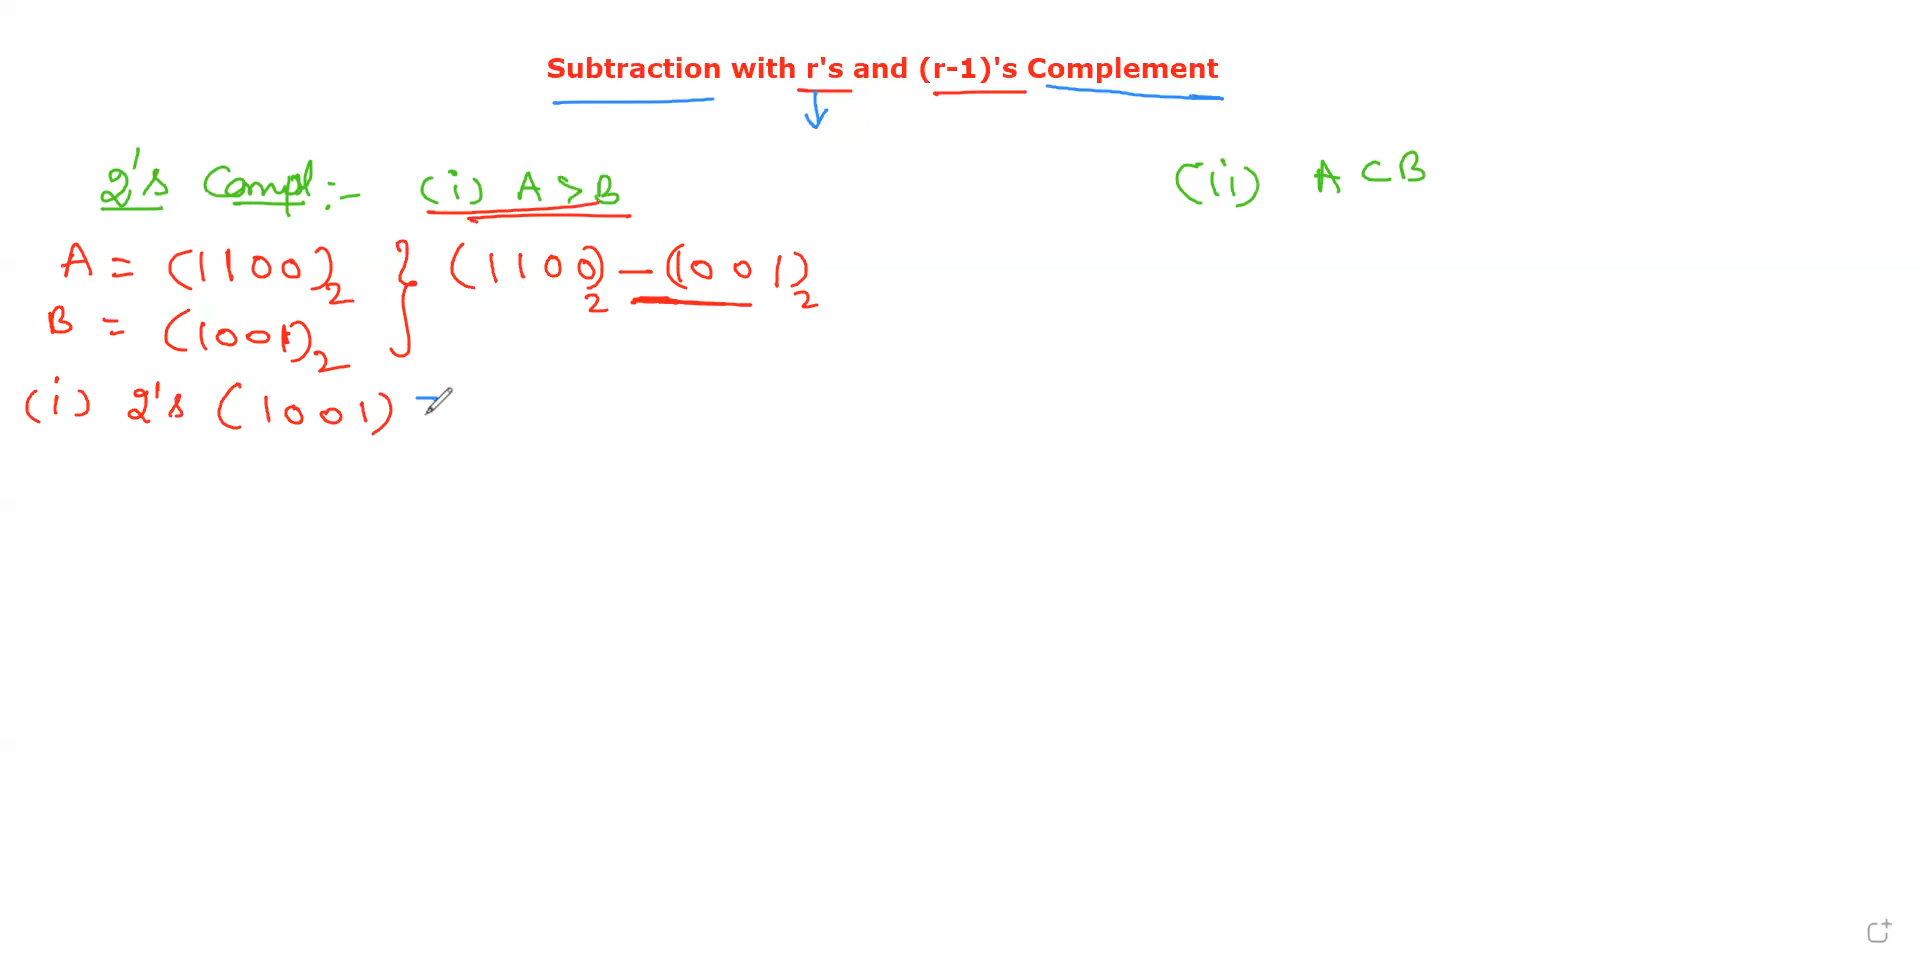 Subtraction with r's and (r-1)'s Complement
2's Compl :- (i) A > B
(ii) A < B
A = (1100)2 } (1100)2 - (1001)2
B = (1001)2
(i) 2's (1001)